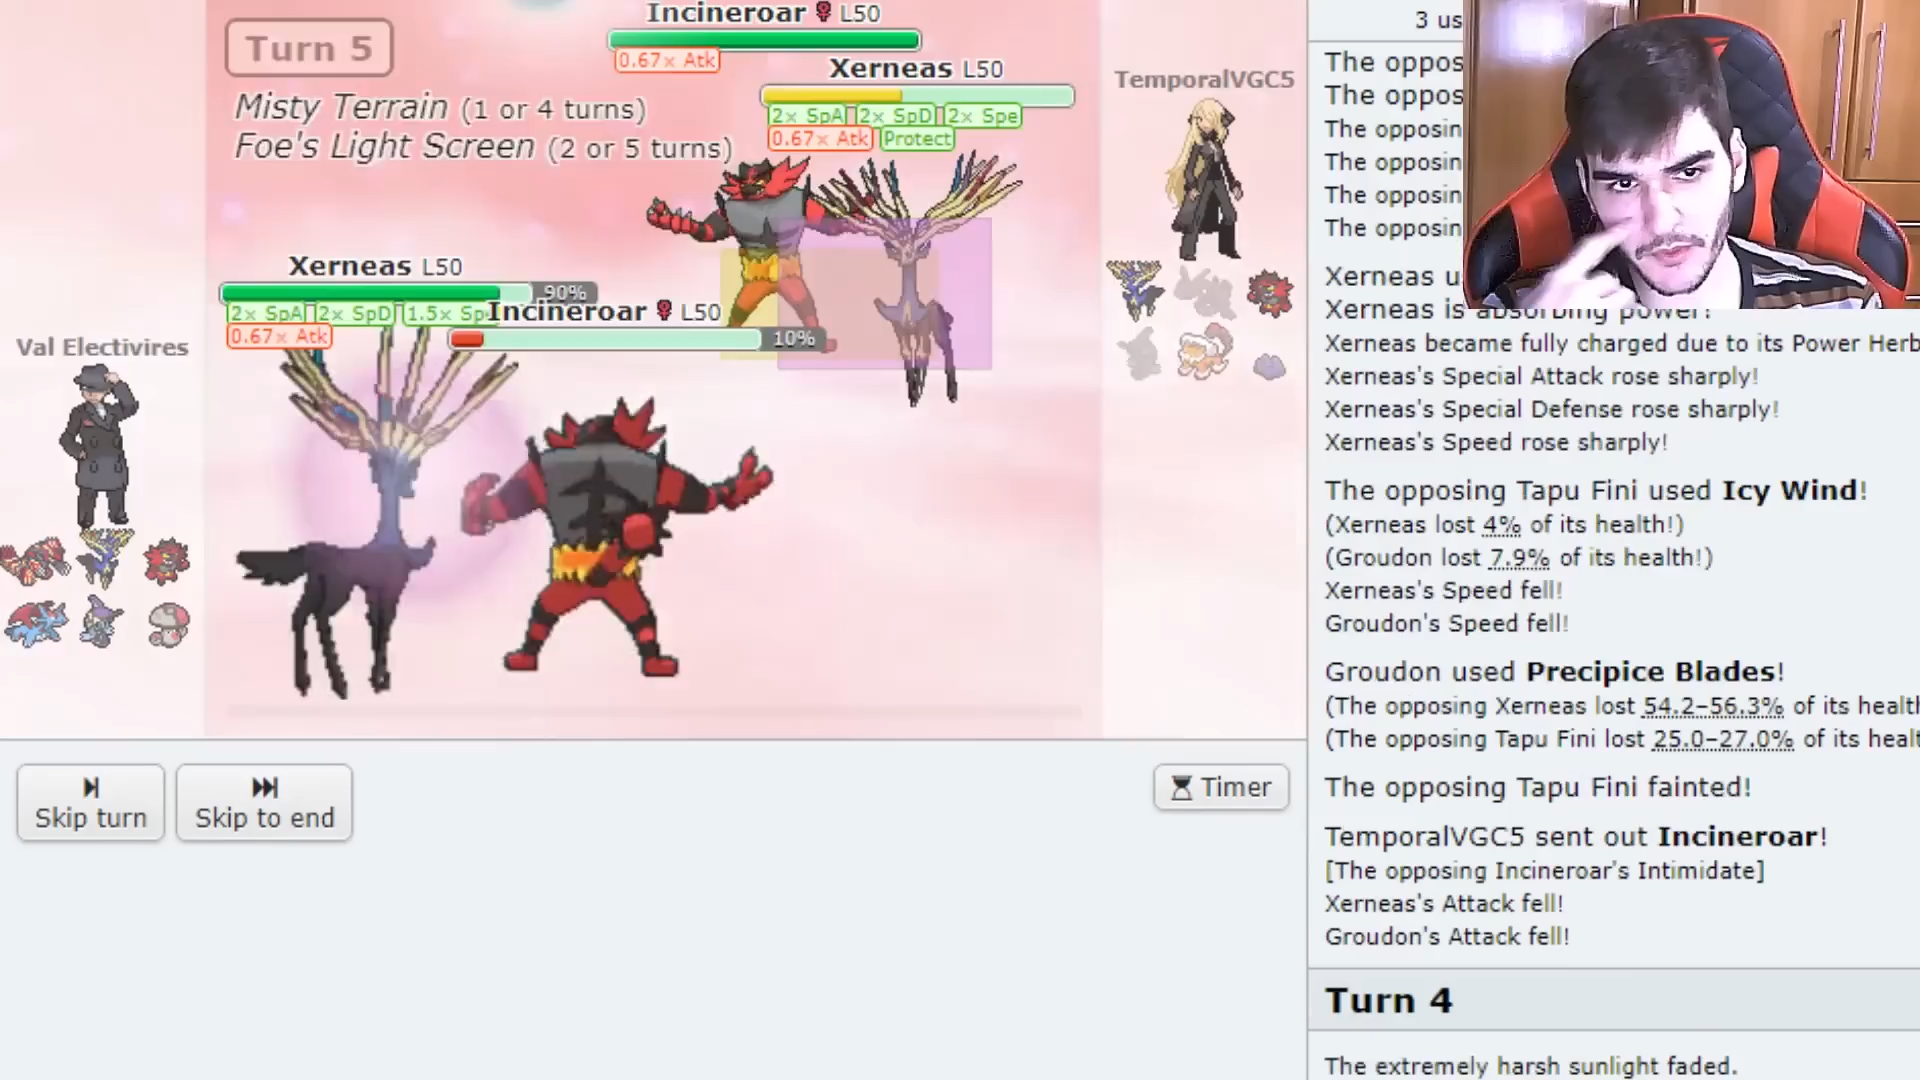 Turn 5
Misty Terrain (1 or 4 turns)
Foe's Light Screen (2 or 5 turns)
Incineroar L50
0.67× Atk
Xerneas L50
2× SpA 2× SpD 2× Spe
0.67× Atk Protect
TemporalVGC5
Xerneas L50
90%
2× SpA 2× SpD 1.5× Sp
0.67× Atk
Incineroar L50
10%
Val Electivires
Skip turn
Skip to end
Timer
3 us
The oppos
The oppos
The opposin
The opposin
The opposin
The opposin
Xerneas u
Xerneas is absorbing power!
Xerneas became fully charged due to its Power Herb
Xerneas's Special Attack rose sharply!
Xerneas's Special Defense rose sharply!
Xerneas's Speed rose sharply!
The opposing Tapu Fini used Icy Wind!
(Xerneas lost 4% of its health!)
(Groudon lost 7.9% of its health!)
Xerneas's Speed fell!
Groudon's Speed fell!
Groudon used Precipice Blades!
(The opposing Xerneas lost 54.2–56.3% of its health
(The opposing Tapu Fini lost 25.0–27.0% of its healt
The opposing Tapu Fini fainted!
TemporalVGC5 sent out Incineroar!
[The opposing Incineroar's Intimidate]
Xerneas's Attack fell!
Groudon's Attack fell!
Turn 4
The extremely harsh sunlight faded.